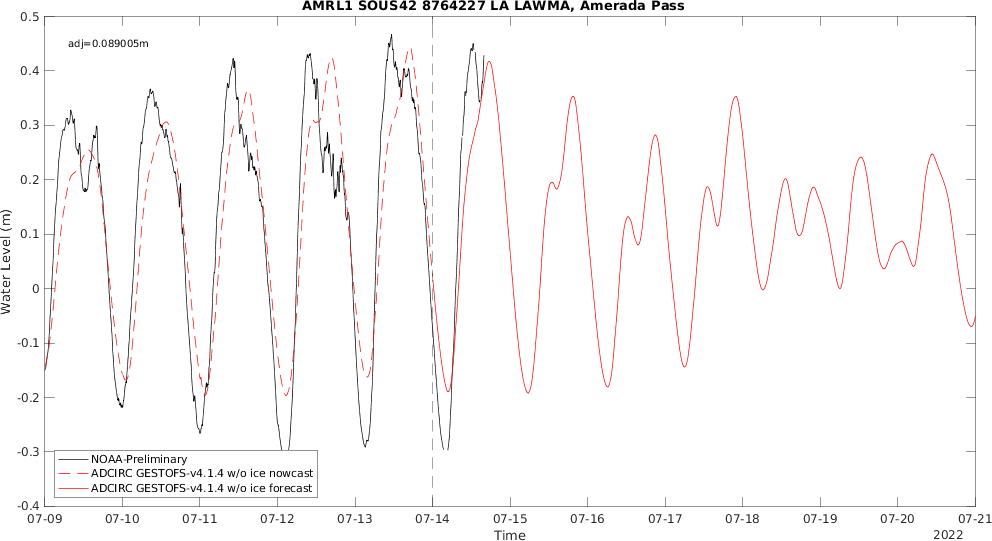 AMRL1 SOUS42 8764227 LA LAWMA, Amerada Pass
adj=0.089005m
0.5
0.4
0.3
0.2
0.1
0
-0.1
-0.2
-0.3
-0.4
Water Level (m)
NOAA-Preliminary
ADCIRC GESTOFS-v4.1.4 w/o ice nowcast
ADCIRC GESTOFS-v4.1.4 w/o ice forecast
07-09 07-10 07-11 07-12 07-13 07-14 07-15 07-16 07-17 07-18 07-19 07-20 07-21
Time
2022